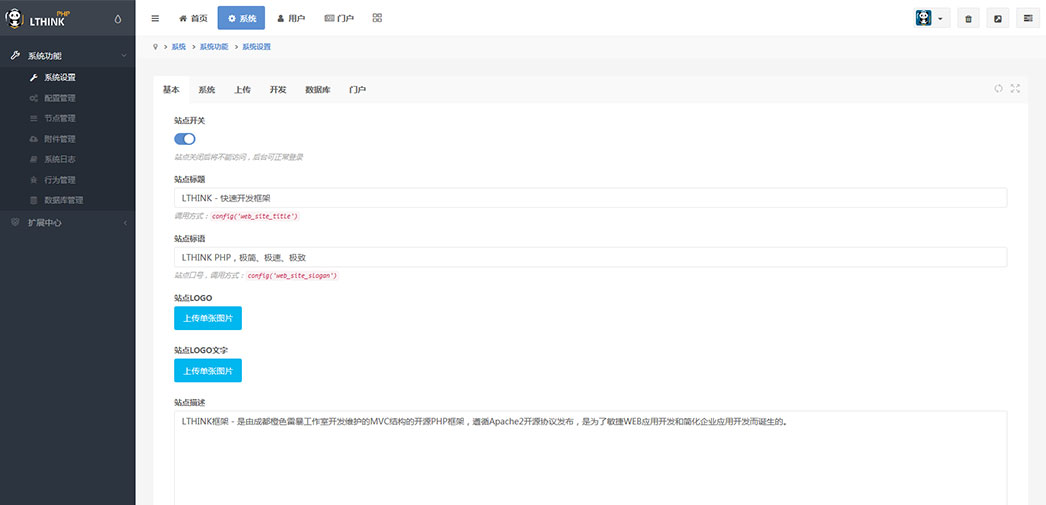 PHP
LTHINK
首页
系统
用户
门户
系统
系统功能
系统设置
系统功能
系统设置
配置管理
节点管理
附件管理
系统日志
行为管理
数据库管理
扩展中心
基本
系统
上传
开发
数据库
门户
站点开关
站点关闭后将不能访问，后台可正常登录
站点标题
LTHINK - 快速开发框架
调用方式：config('web_site_title')
站点标语
LTHINK PHP，极简、极速、极致
站点口号，调用方式：config('web_site_slogan')
站点LOGO
上传单张图片
站点LOGO文字
上传单张图片
站点描述
LTHINK框架 - 是由成都橙色雷暴工作室开发维护的MVC结构的开源PHP框架，遵循Apache2开源协议发布，是为了敏捷WEB应用开发和简化企业应用开发而诞生的。